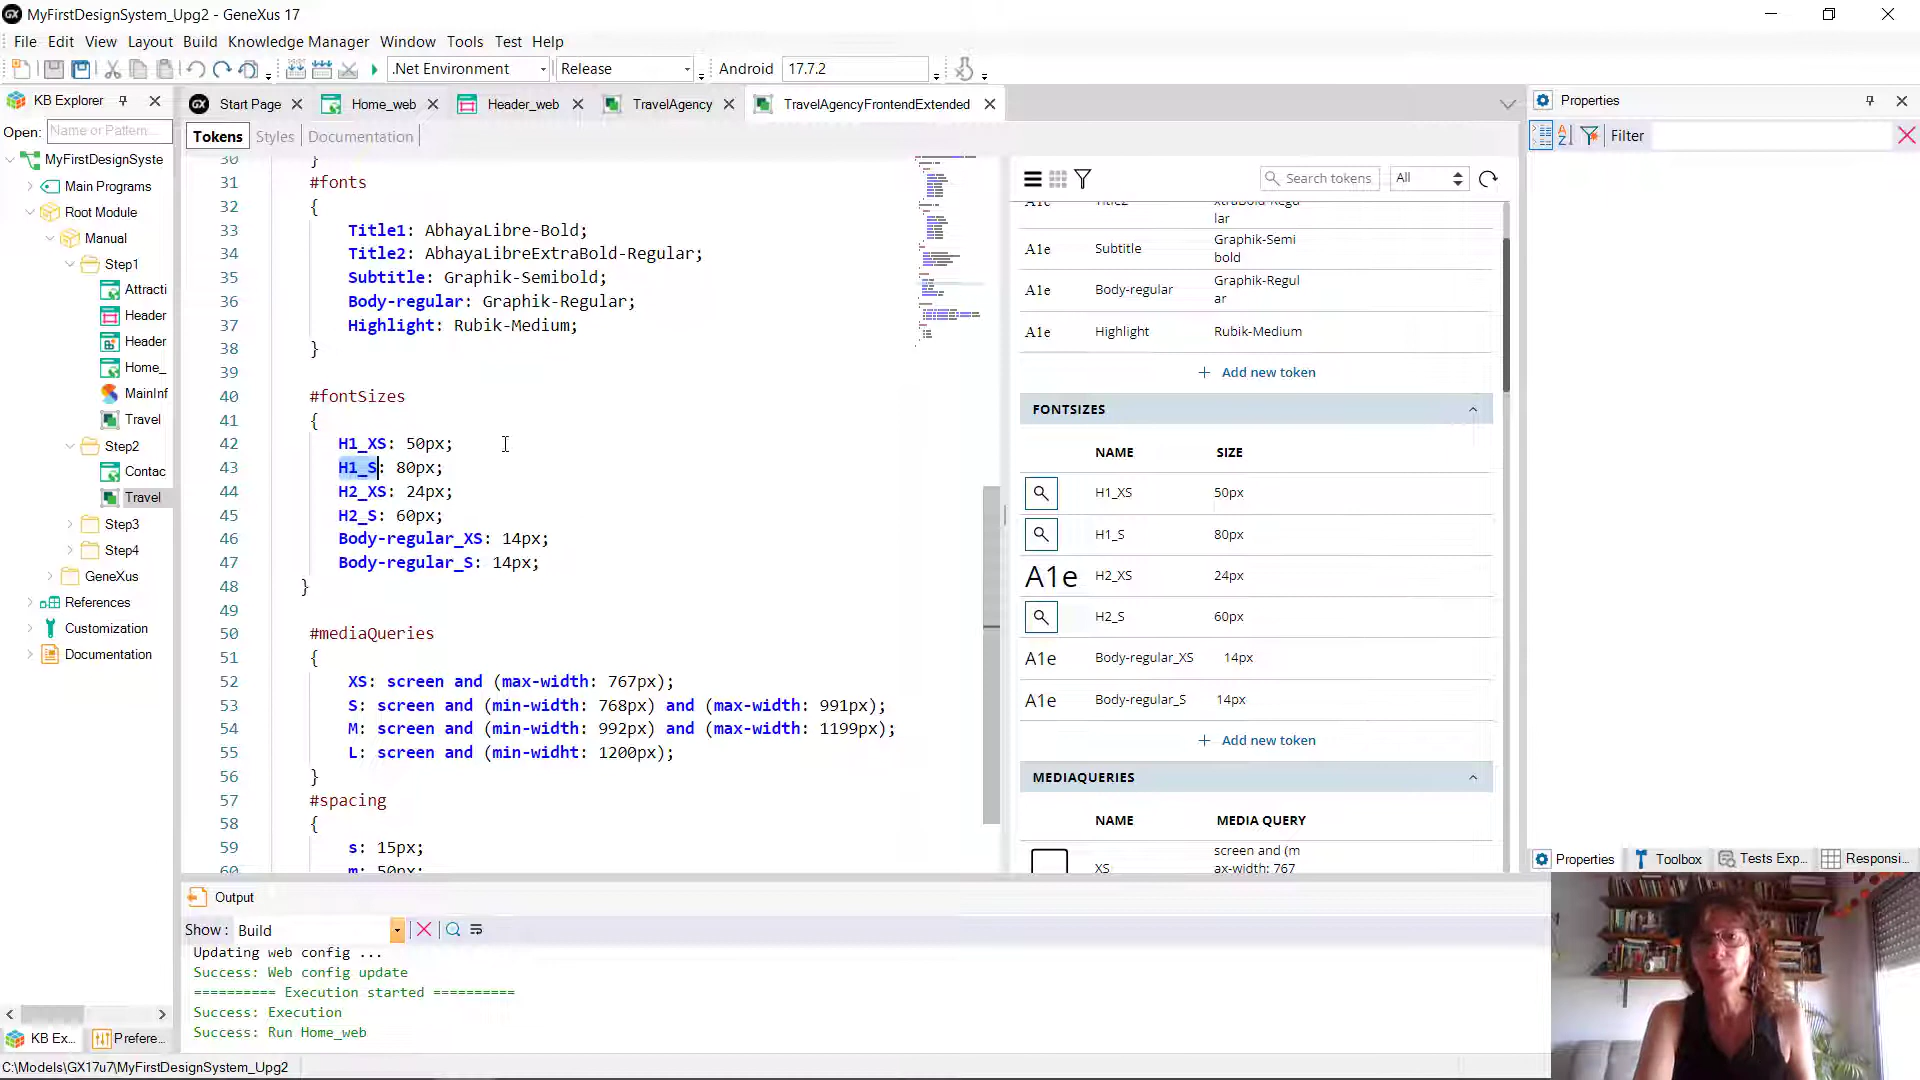 MyFirstDesignSystem_Upg2 - GeneXus 17
File Edit View Layout Build Knowledge Manager Window Tools Test Help
.Net Environment Release Android 17.7.2
KB Explorer
Open: Name or Pattern...
MyFirstDesignSyste
Main Programs
Root Module
Manual
Step1
Attracti
Header
Header
Home_
MainInf
Travel
Step2
Contac
Travel
Step3
Step4
GeneXus
References
Customization
Documentation
KB Ex... Prefere...
Start Page Home_web Header_web TravelAgency TravelAgencyFrontendExtended
Tokens Styles Documentation
30 }
31 #fonts
32 {
33 Title1: AbhayaLibre-Bold;
34 Title2: AbhayaLibreExtraBold-Regular;
35 Subtitle: Graphik-Semibold;
36 Body-regular: Graphik-Regular;
37 Highlight: Rubik-Medium;
38 }
39
40 #fontSizes
41 {
42 H1_XS: 50px;
43 H1_S: 80px;
44 H2_XS: 24px;
45 H2_S: 60px;
46 Body-regular_XS: 14px;
47 Body-regular_S: 14px;
48 }
49
50 #mediaQueries
51 {
52 XS: screen and (max-width: 767px);
53 S: screen and (min-width: 768px) and (max-width: 991px);
54 M: screen and (min-width: 992px) and (max-width: 1199px);
55 L: screen and (min-widht: 1200px);
56 }
57 #spacing
58 {
59 s: 15px;
60 m: 50px;
Search tokens All
A1e Title2 xtraBold-Regu
lar
A1e Subtitle Graphik-Semi
bold
A1e Body-regular Graphik-Regul
ar
A1e Highlight Rubik-Medium
+ Add new token
FONTSIZES
NAME SIZE
H1_XS 50px
H1_S 80px
A1e H2_XS 24px
H2_S 60px
A1e Body-regular_XS 14px
A1e Body-regular_S 14px
+ Add new token
MEDIAQUERIES
NAME MEDIA QUERY
XS screen and (m
ax-width: 767
Properties
Filter
Properties Toolbox Tests Exp... Responsi...
Output
Show: Build
Updating web config ...
Success: Web config update
========== Execution started ==========
Success: Execution
Success: Run Home_web
C:\Models\GX17u7\MyFirstDesignSystem_Upg2